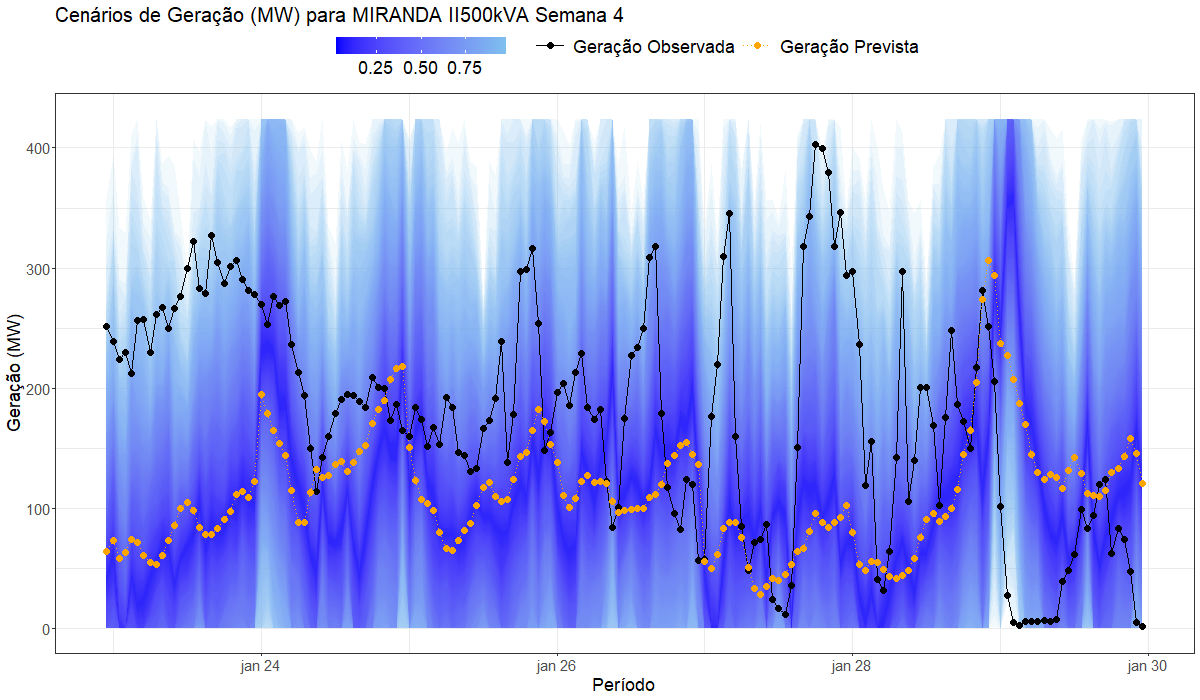 Cenários de Geração (MW) para MIRANDA II500kVA Semana 4
0.25 0.50 0.75
Geração Observada
Geração Prevista
Geração (MW)
400
300
200
100
0
jan 24 jan 26 jan 28 jan 30
Período